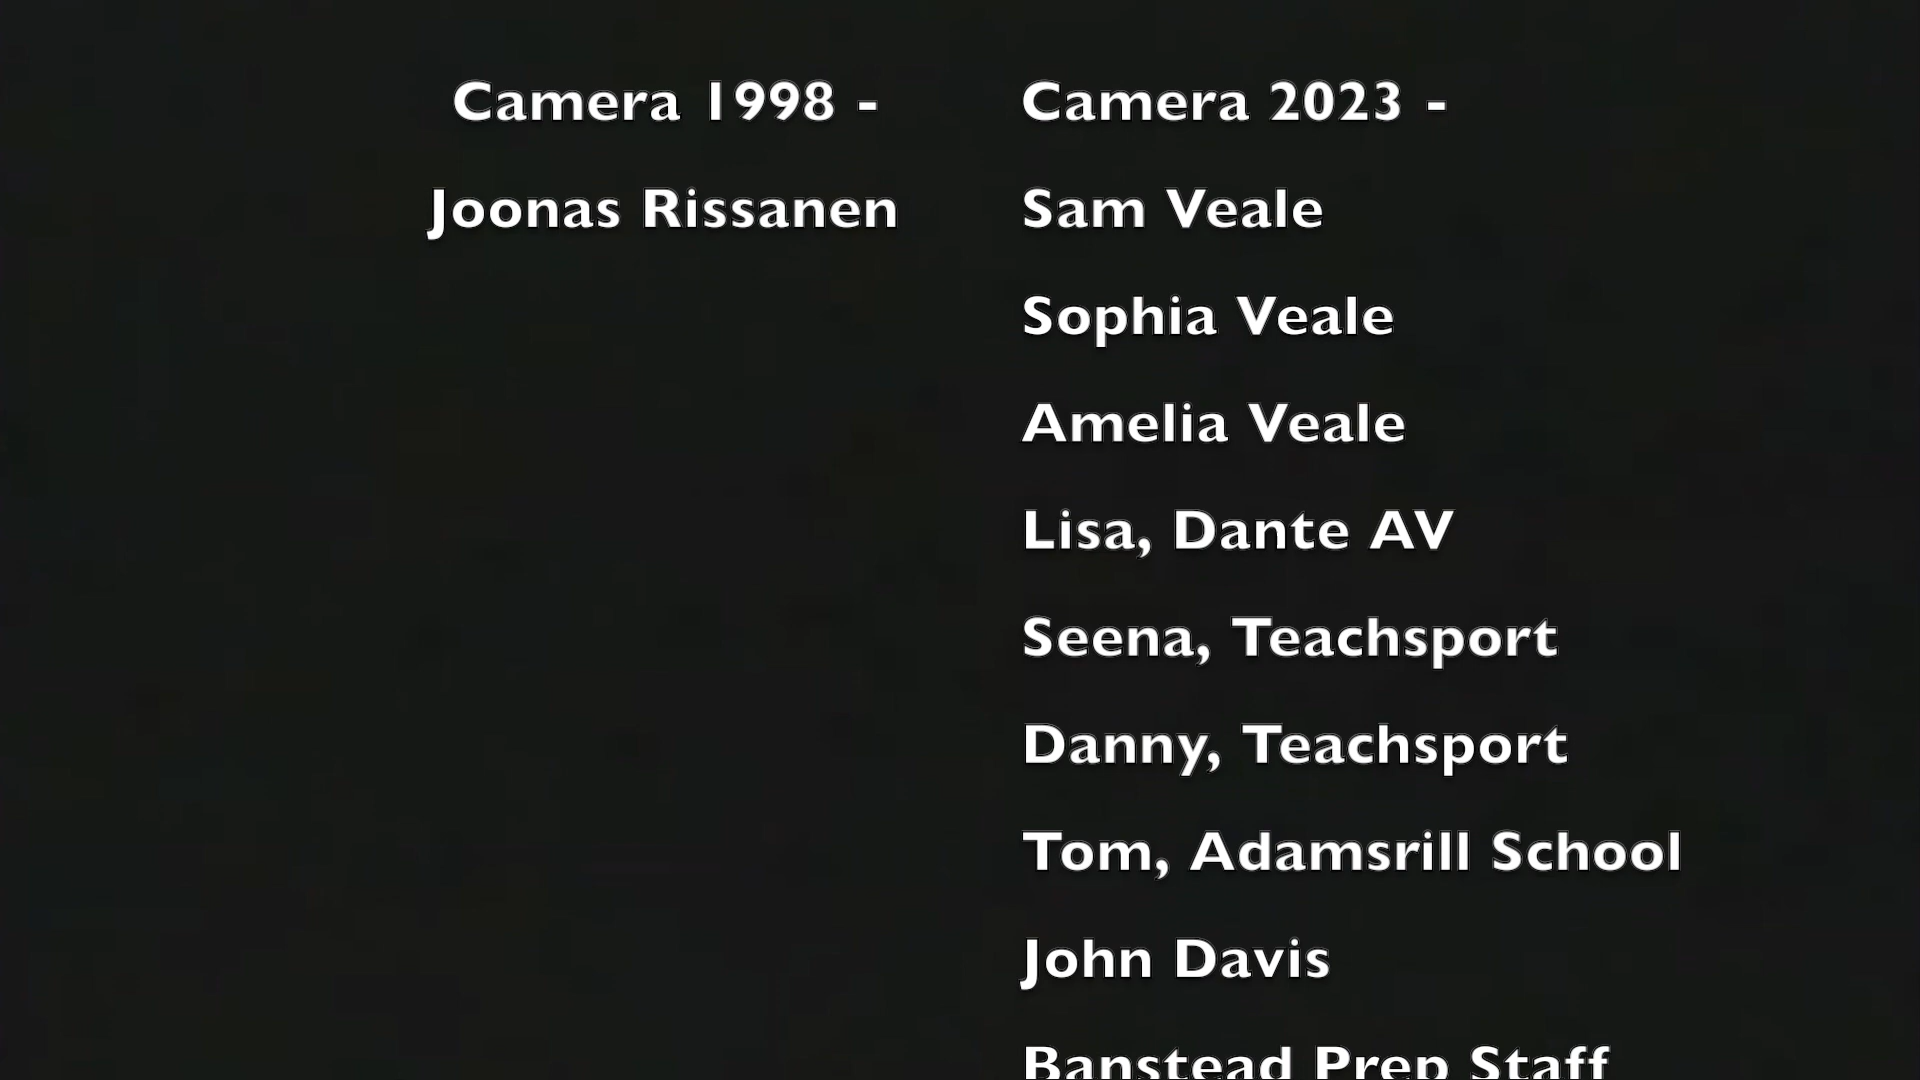 Camera 1998 -
Joonas Rissanen
Camera 2023 -
Sam Veale
Sophia Veale
Amelia Veale
Lisa, Dante AV
Seena, Teachsport
Danny, Teachsport
Tom, Adamsrill School
John Davis
Banstead Prep Staff